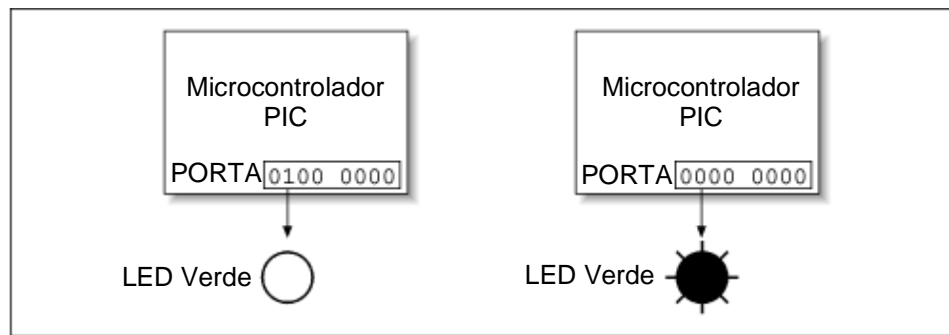 Microcontrolador
PIC
PORTA 0100 0000
LED Verde
Microcontrolador
PIC
PORTA 0000 0000
LED Verde